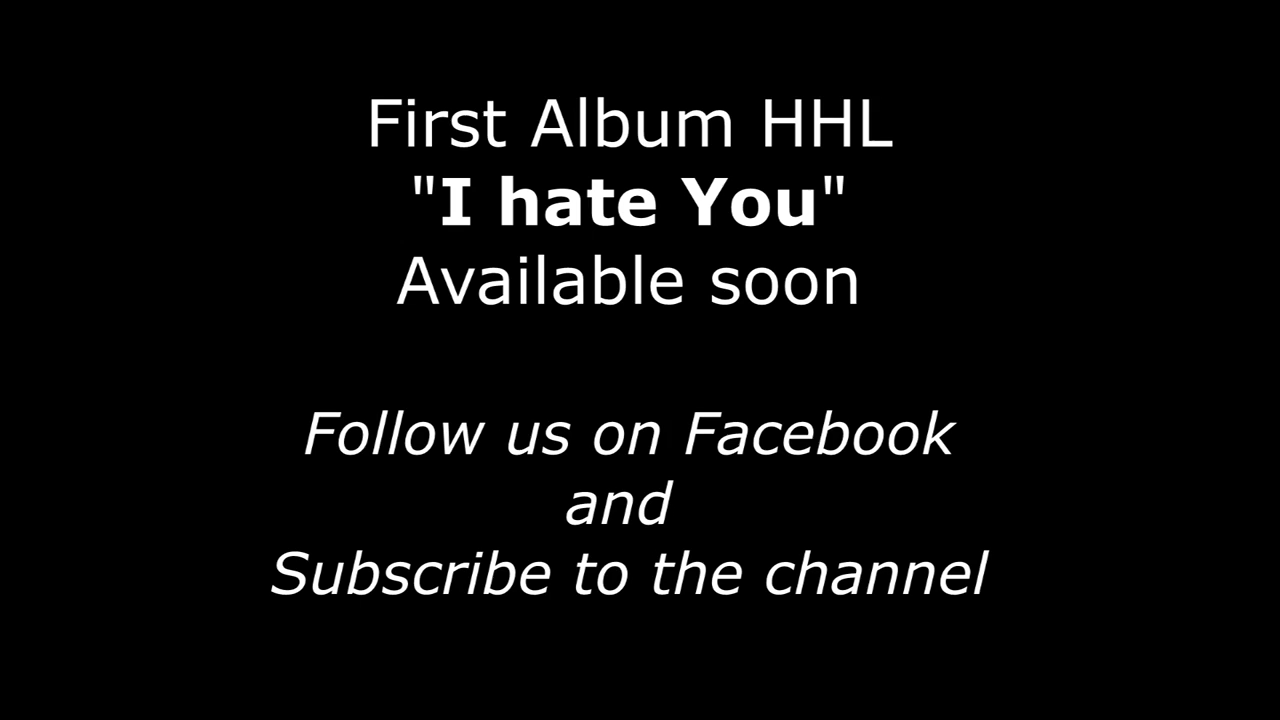 First Album HHL
"I hate You"
Available soon
Follow us on Facebook
and
Subscribe to the channel